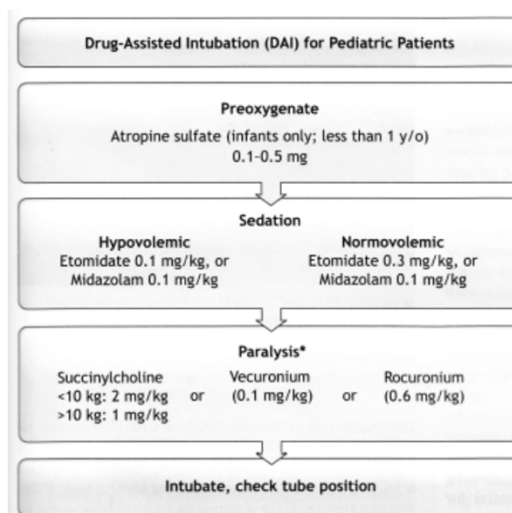 Drug-Assisted Intubation (DAI) for Pediatric Patients
Preoxygenate
Atropine sulfate (infants only; less than 1 y/o)
0.1–0.5 mg
Sedation
Hypovolemic
Etomidate 0.1 mg/kg, or
Midazolam 0.1 mg/kg
Normovolemic
Etomidate 0.3 mg/kg, or
Midazolam 0.1 mg/kg
Paralysis*
Succinylcholine
<10 kg: 2 mg/kg
>10 kg: 1 mg/kg
or
Vecuronium
(0.1 mg/kg)
or
Rocuronium
(0.6 mg/kg)
Intubate, check tube position